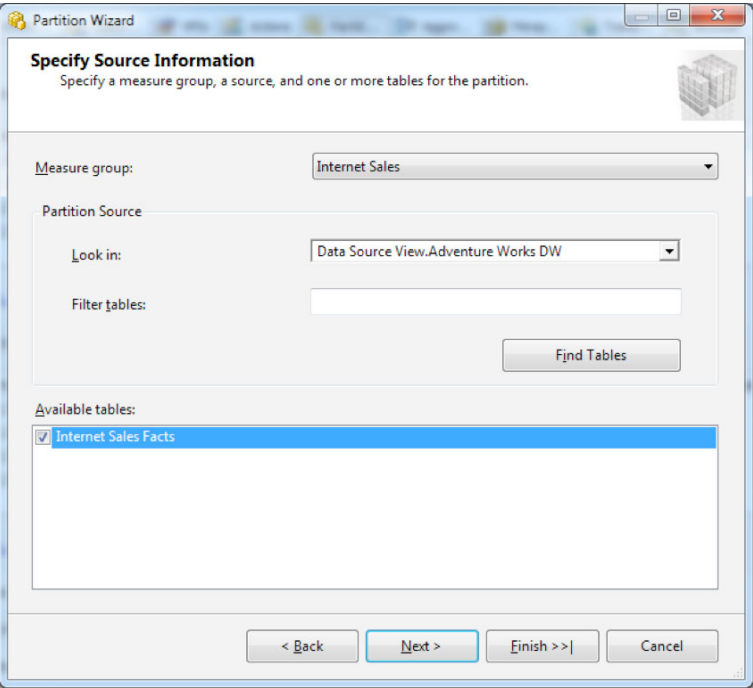 Partition Wizard
Specify Source Information
Specify a measure group, a source, and one or more tables for the partition.
Measure group:
Internet Sales
Partition Source
Look in:
Data Source View.Adventure Works DW
Filter tables:
Find Tables
Available tables:
Internet Sales Facts
< Back Next > Finish >>| Cancel